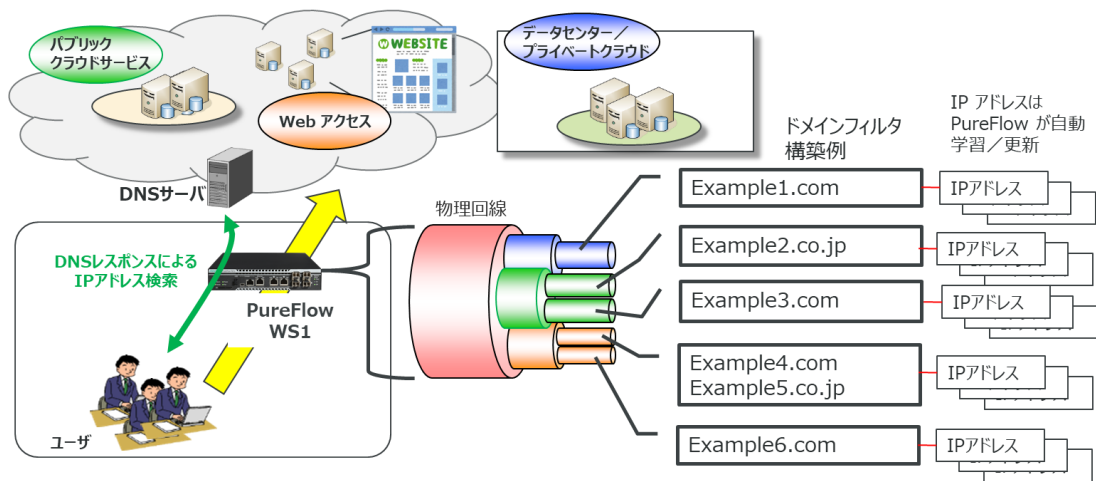 パブリック
クラウドサービス
WEBSITE
Web アクセス
データセンター／
プライベートクラウド
DNSサーバ
DNSレスポンスによる
IPアドレス検索
PureFlow
WS1
ユーザ
物理回線
ドメインフィルタ
構築例
IP アドレスは
PureFlow が自動
学習／更新
Example1.com
IPアドレス
Example2.co.jp
IPアドレス
Example3.com
IPアドレス
Example4.com
Example5.co.jp
IPアドレス
Example6.com
IPアドレス